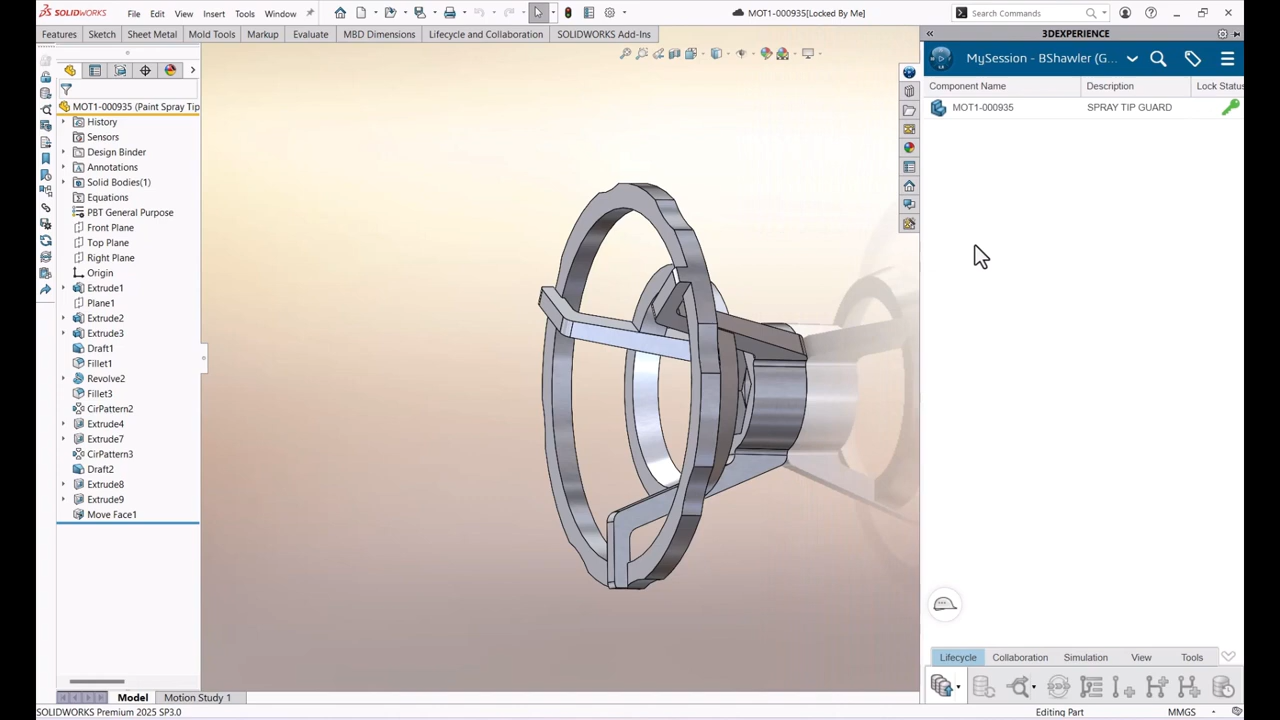 SOLIDWORKS File Edit View Insert Tools Window MOT1-000935[Locked By Me] Search Commands
Features Sketch Sheet Metal Mold Tools Markup Evaluate MBD Dimensions Lifecycle and Collaboration SOLIDWORKS Add-Ins 3DEXPERIENCE
MySession - BShawler (G...
Component Name Description Lock Status
MOT1-000935 SPRAY TIP GUARD
MOT1-000935 (Paint Spray Tip
History
Sensors
Design Binder
Annotations
Solid Bodies(1)
Equations
PBT General Purpose
Front Plane
Top Plane
Right Plane
Origin
Extrude1
Plane1
Extrude2
Extrude3
Draft1
Fillet1
Revolve2
Fillet3
CirPattern2
Extrude4
Extrude7
CirPattern3
Draft2
Extrude8
Extrude9
Move Face1
Lifecycle Collaboration Simulation View Tools
Model Motion Study 1
SOLIDWORKS Premium 2025 SP3.0 Editing Part MMGS